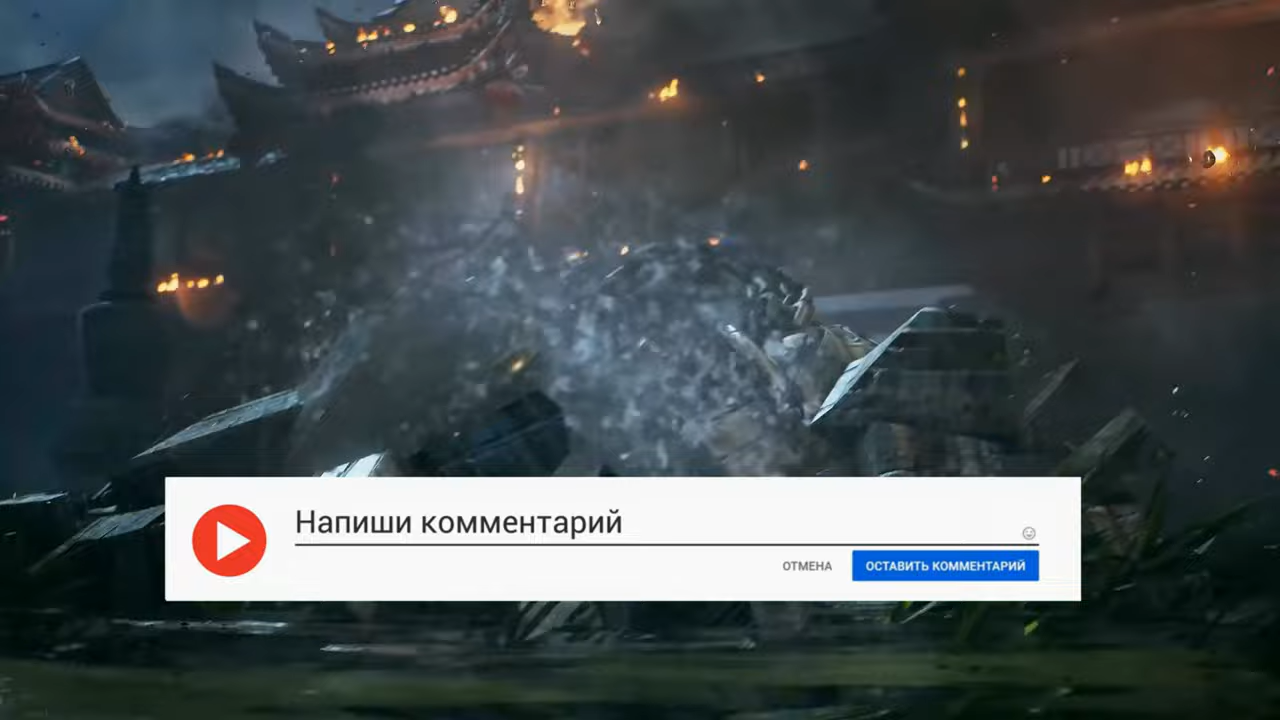 Напиши комментарий
ОТМЕНА
ОСТАВИТЬ КОММЕНТАРИЙ